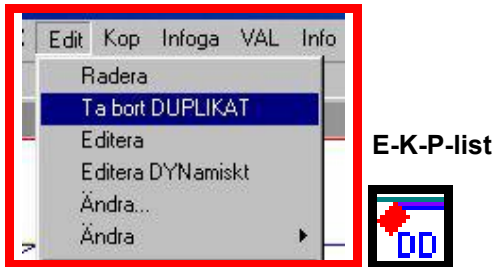 Edit Kop Infoga VAL Info
Radera
Ta bort DUPLIKAT
Editera
Editera DYNamiskt
Ändra...
Ändra
E-K-P-list
DD